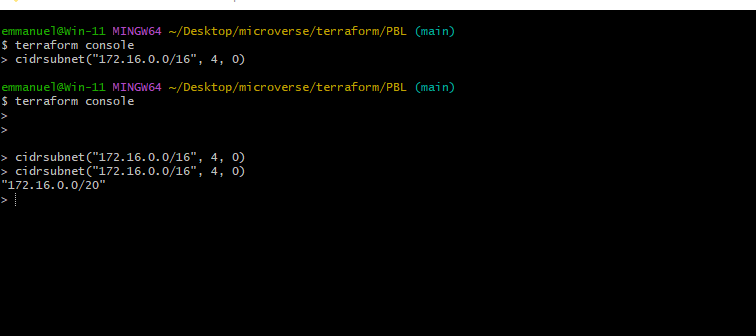 emmanuel@Win-11 MINGW64 ~/Desktop/microverse/terraform/PBL (main)
$ terraform console
> cidrsubnet("172.16.0.0/16", 4, 0)
emmanuel@Win-11 MINGW64 ~/Desktop/microverse/terraform/PBL (main)
$ terraform console
>
>
> cidrsubnet("172.16.0.0/16", 4, 0)
> cidrsubnet("172.16.0.0/16", 4, 0)
"172.16.0.0/20"
>